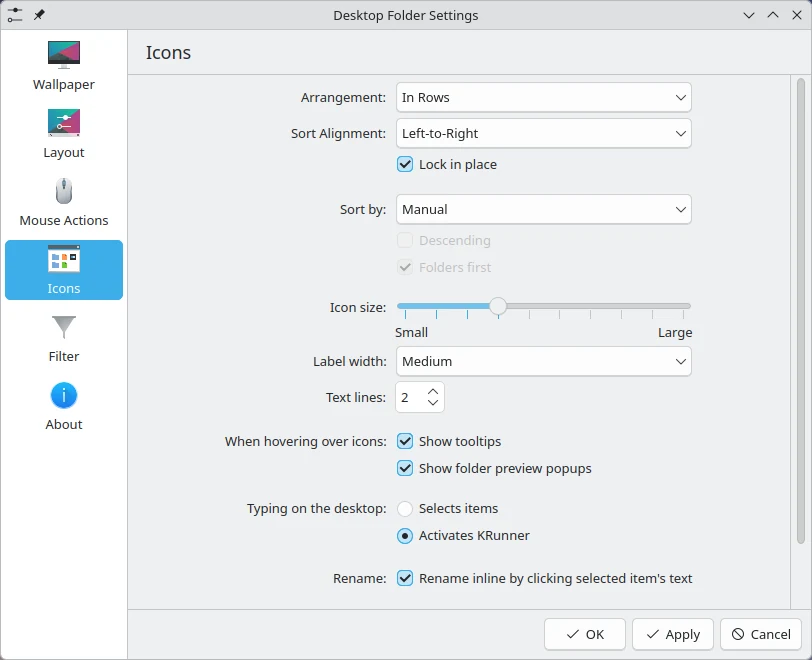 Desktop Folder Settings
Wallpaper
Layout
Mouse Actions
Icons
Filter
About
Icons
Arrangement: In Rows
Sort Alignment: Left-to-Right
Lock in place
Sort by: Manual
Descending
Folders first
Icon size:
Small Large
Label width: Medium
Text lines: 2
When hovering over icons: Show tooltips
Show folder preview popups
Typing on the desktop: Selects items
Activates KRunner
Rename: Rename inline by clicking selected item's text
OK Apply Cancel